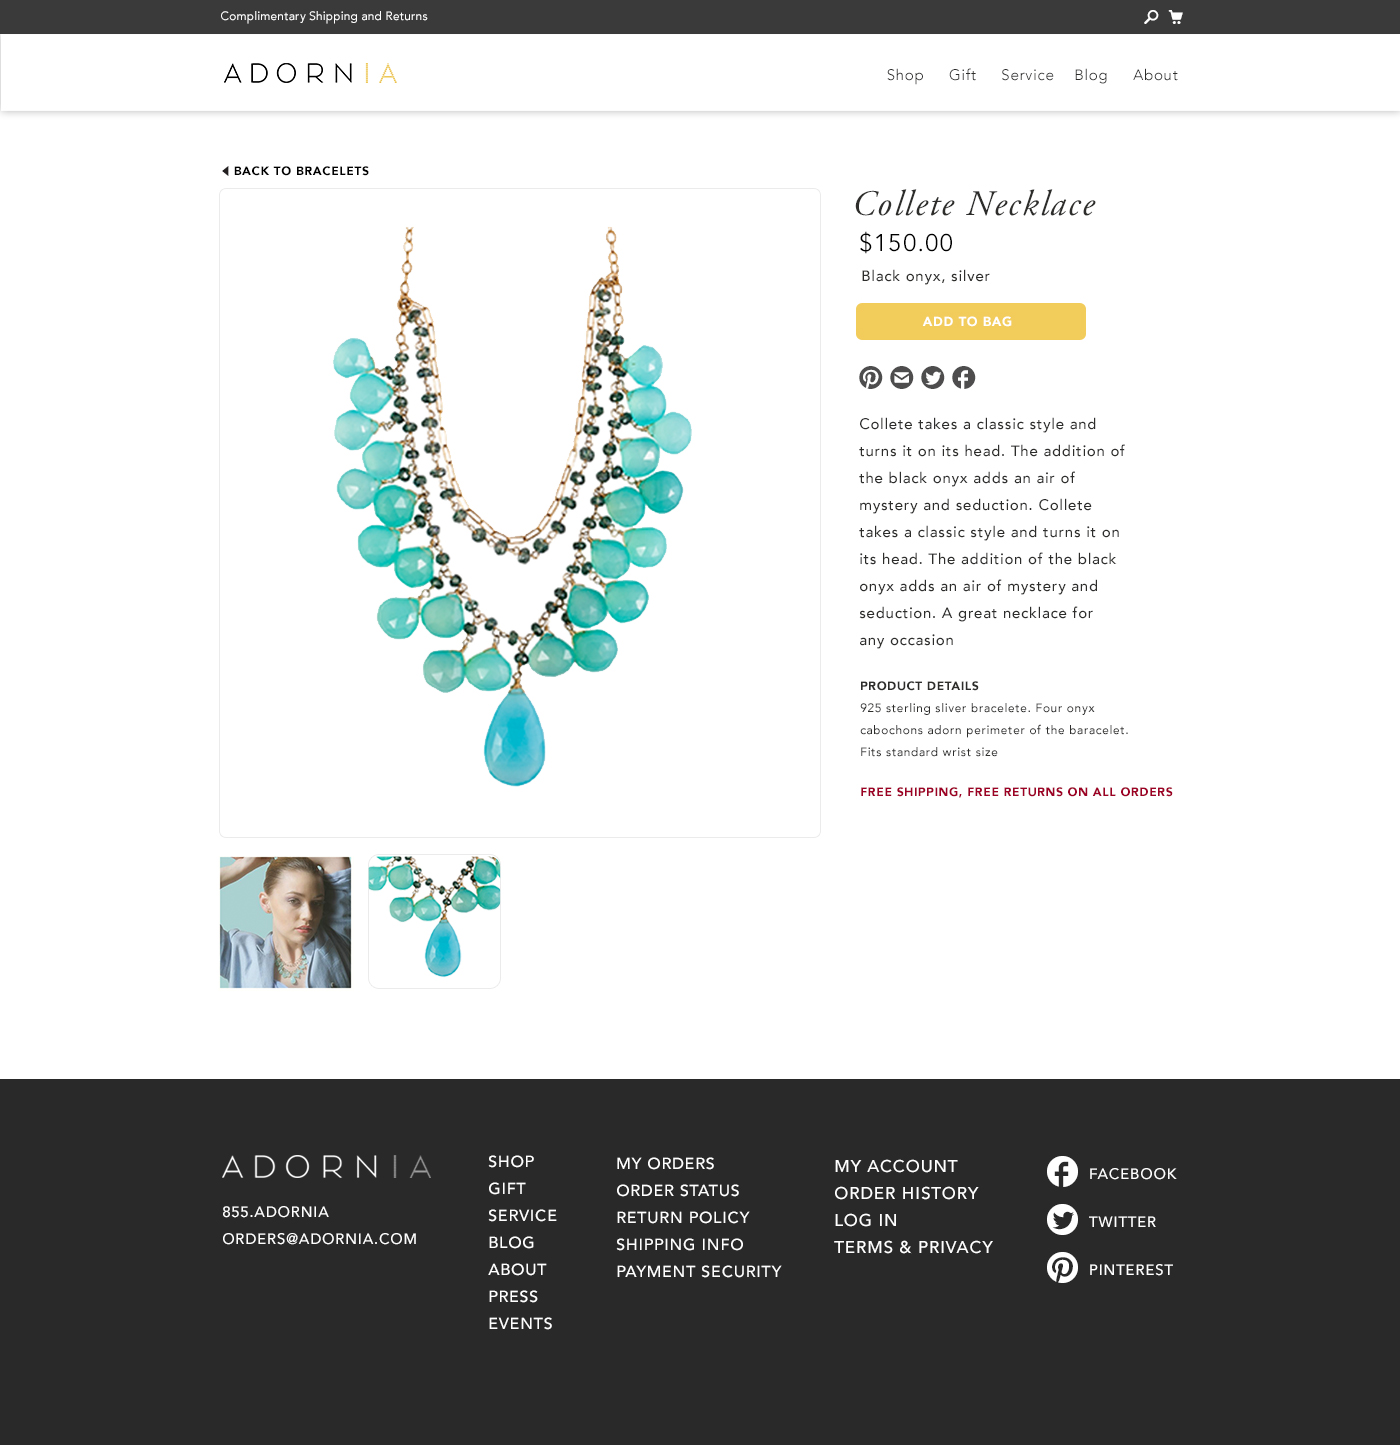 Complimentary Shipping and Returns
ADORNIA
Shop Gift Service Blog About
BACK TO BRACELETS
Collete Necklace
$150.00
Black onyx, silver
ADD TO BAG
Collete takes a classic style and
turns it on its head. The addition of
the black onyx adds an air of
mystery and seduction. Collete
takes a classic style and turns it on
its head. The addition of the black
onyx adds an air of mystery and
seduction. A great necklace for
any occasion
PRODUCT DETAILS
925 sterling sliver bracelete. Four onyx
cabochons adorn perimeter of the baracelet.
Fits standard wrist size
FREE SHIPPING, FREE RETURNS ON ALL ORDERS
ADORNIA
855.ADORNIA
ORDERS@ADORNIA.COM
SHOP
GIFT
SERVICE
BLOG
ABOUT
PRESS
EVENTS
MY ORDERS
ORDER STATUS
RETURN POLICY
SHIPPING INFO
PAYMENT SECURITY
MY ACCOUNT
ORDER HISTORY
LOG IN
TERMS & PRIVACY
FACEBOOK
TWITTER
PINTEREST